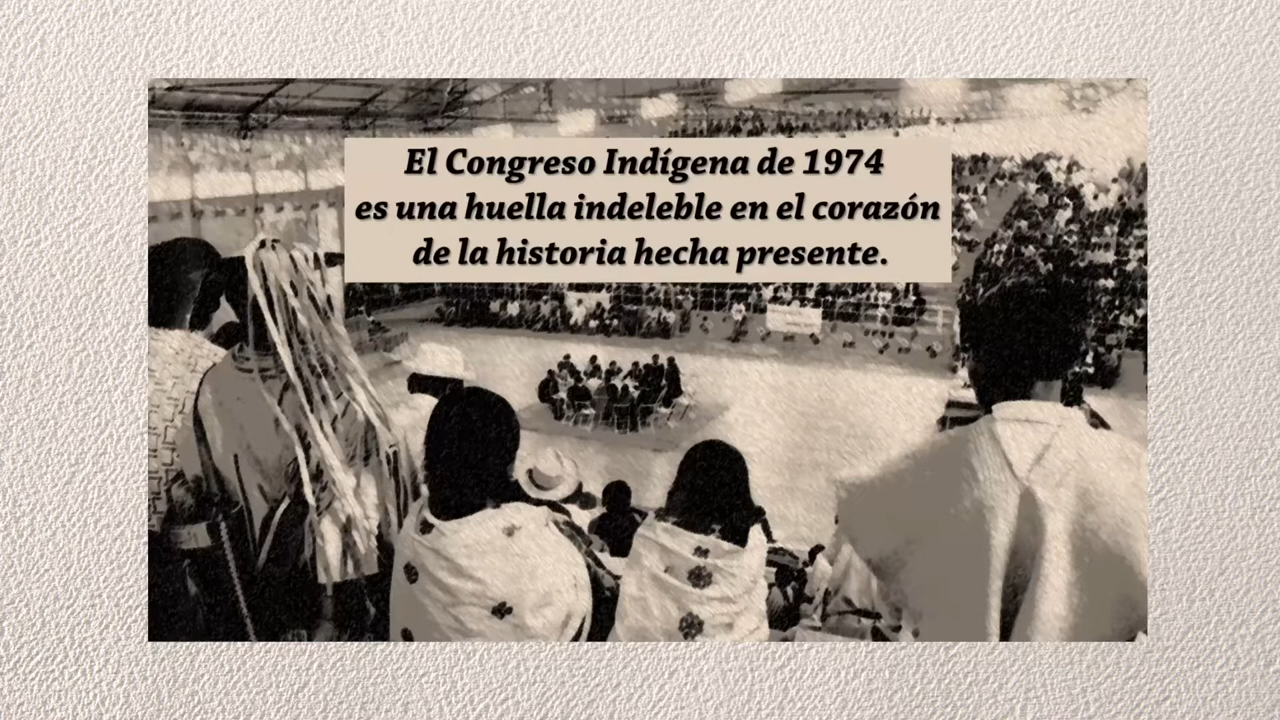 El Congreso Indígena de 1974
es una huella indeleble en el corazón
de la historia hecha presente.